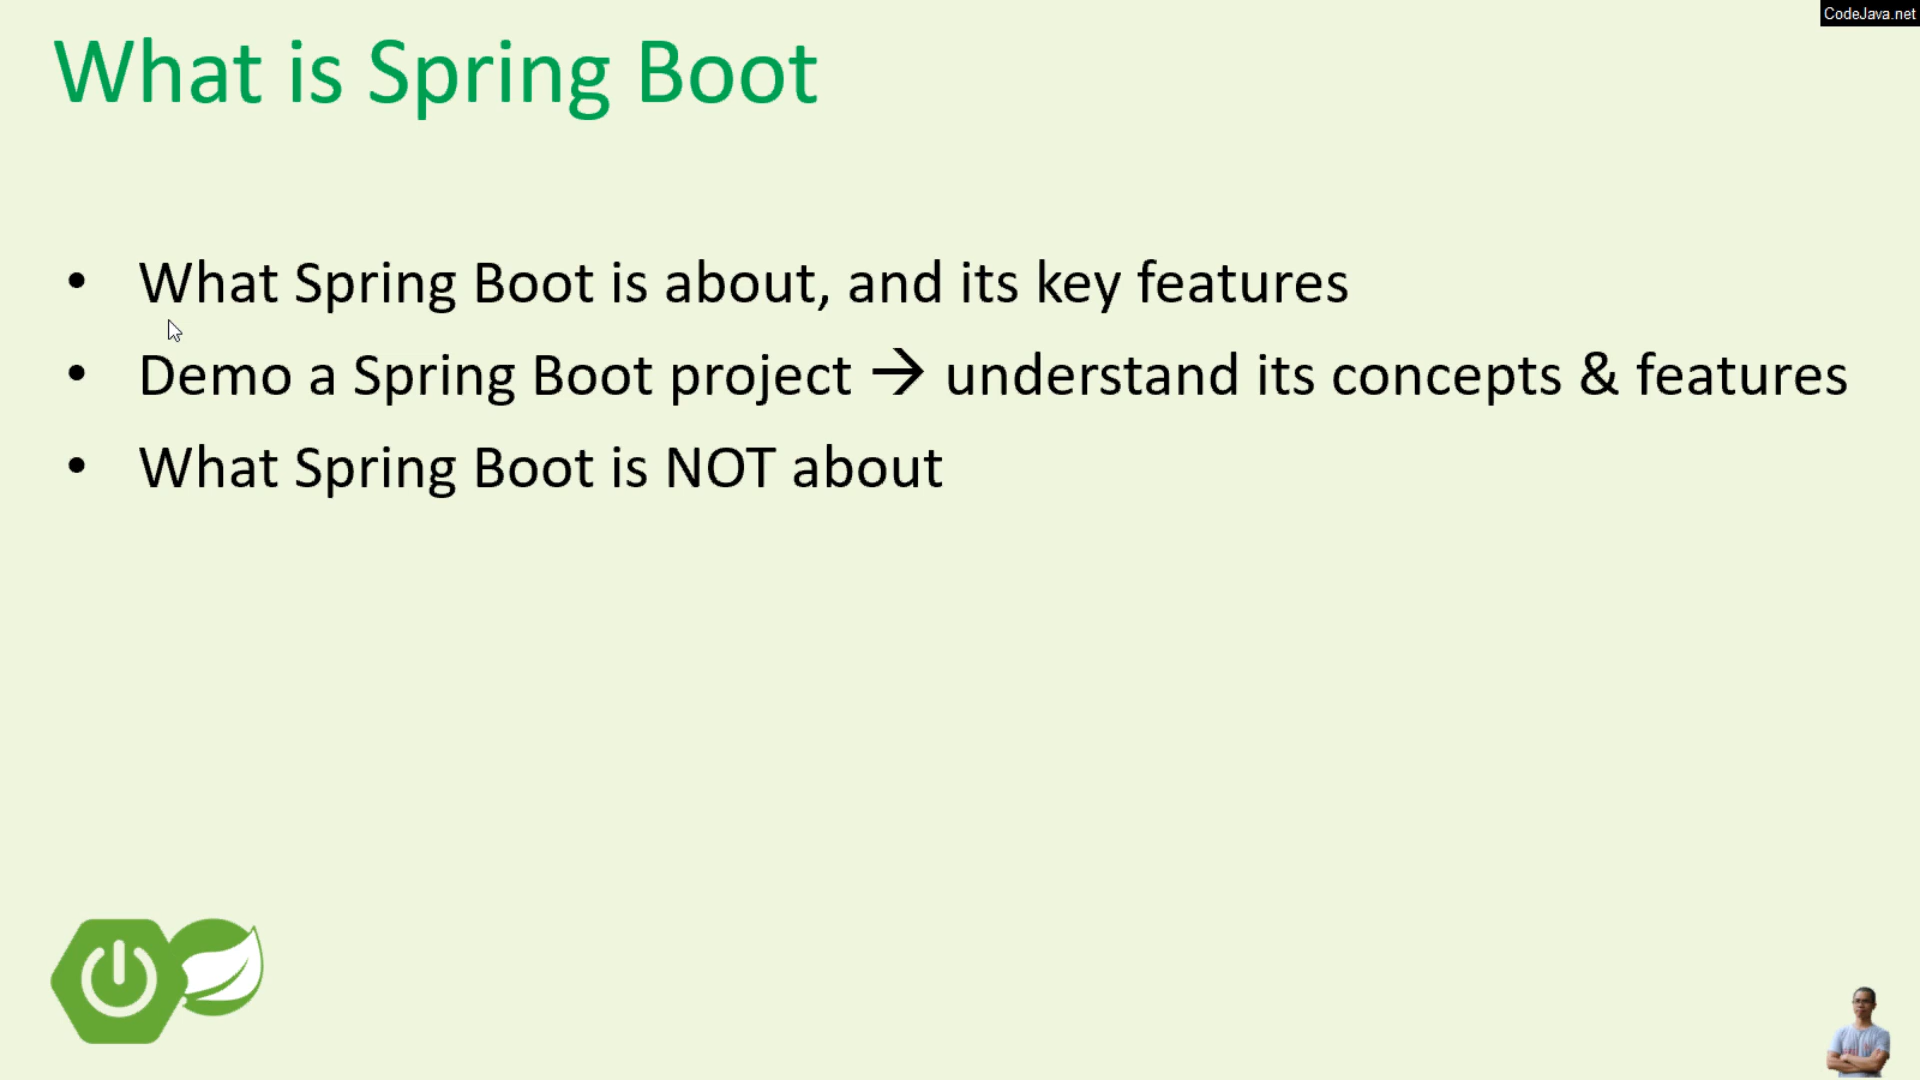 CodeJava.net
What is Spring Boot
• What Spring Boot is about, and its key features
• Demo a Spring Boot project → understand its concepts & features
• What Spring Boot is NOT about